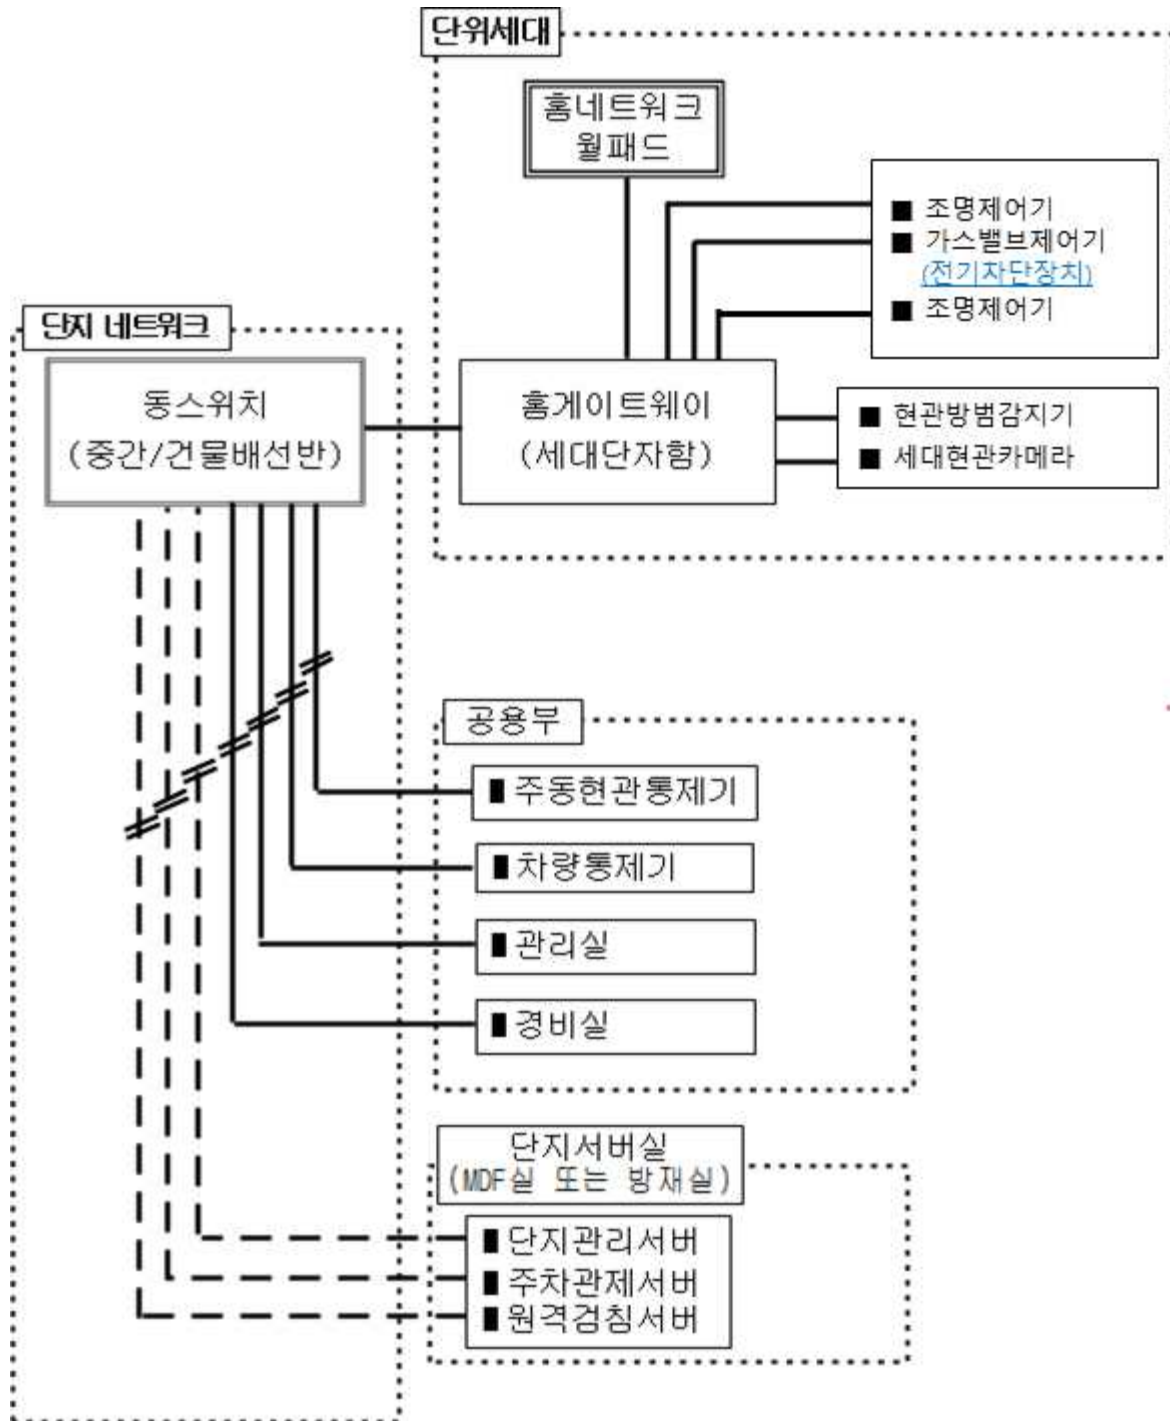 단위세대
홈네트워크
월패드
■ 조명제어기
■ 가스밸브제어기
(전기차단장치)
■ 조명제어기
단지 네트워크
동스위치
(중간/건물배선반)
홈게이트웨이
(세대단자함)
■ 현관방범감지기
■ 세대현관카메라
공용부
■ 주동현관통제기
■ 차량통제기
■ 관리실
■ 경비실
단지서버실
(MDF실 또는 방재실)
■ 단지관리서버
■ 주차관제서버
■ 원격검침서버